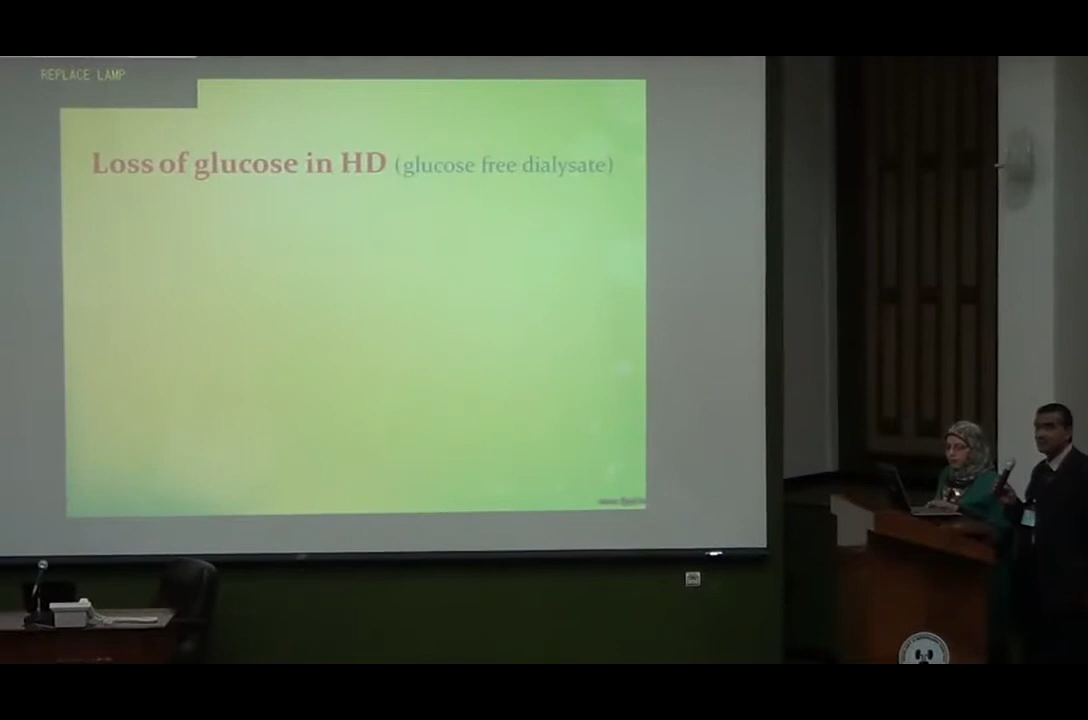 REPLACE LAMP
Loss of glucose in HD (glucose free dialysate)